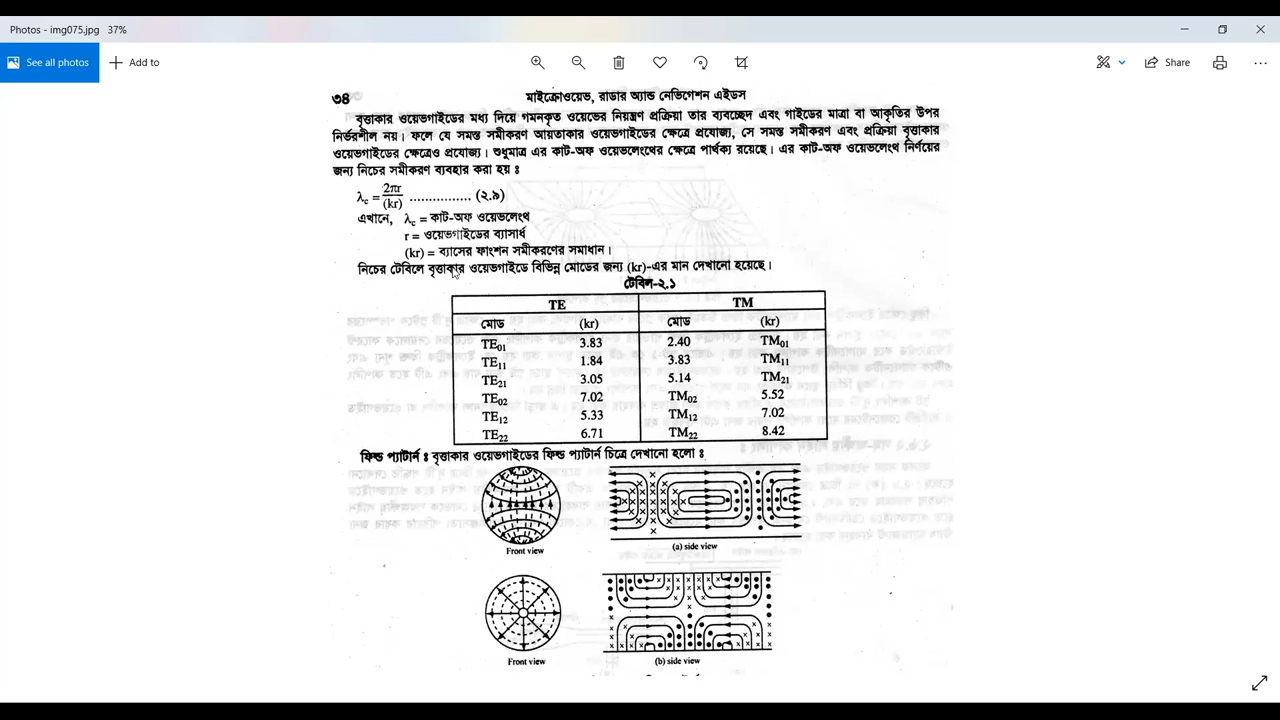 Photos - img075.jpg 37%
See all photos Add to Share
৩৪ মাইক্রোওয়েভ, রাডার অ্যান্ড নেভিগেশন এইডস
বৃত্তাকার ওয়েভগাইডের মধ্য দিয়ে গমনকৃত ওয়েভের নিয়ন্ত্রণ প্রক্রিয়া তার ব্যবচ্ছেদ এবং গাইডের মাত্রা বা আকৃতির উপর
নির্ভরশীল নয়। ফলে যে সমস্ত সমীকরণ আয়তাকার ওয়েভগাইডের ক্ষেত্রে প্রযোজ্য, সে সমস্ত সমীকরণ এবং প্রক্রিয়া বৃত্তাকার
ওয়েভগাইডের ক্ষেত্রেও প্রযোজ্য। শুধুমাত্র এর কাট-অফ ওয়েভলেংথের ক্ষেত্রে পার্থক্য রয়েছে। এর কাট-অফ ওয়েভলেংথ নির্ণয়ের
জন্য নিচের সমীকরণ ব্যবহার করা হয় ঃ
λc = 2πr/(kr) ................ (২.৯)
এখানে, λc = কাট-অফ ওয়েভলেংথ
r = ওয়েভগাইডের ব্যাসার্ধ
(kr) = ব্যাসের ফাংশন সমীকরণের সমাধান।
নিচের টেবিলে বৃত্তাকার ওয়েভগাইডে বিভিন্ন মোডের জন্য (kr)-এর মান দেখানো হয়েছে।
টেবিল-২.১
TE TM
মোড (kr) মোড (kr)
TE01 3.83 2.40 TM01
TE11 1.84 3.83 TM11
TE21 3.05 5.14 TM21
TE02 7.02 TM02 5.52
TE12 5.33 TM12 7.02
TE22 6.71 TM22 8.42
ফিল্ড প্যাটার্ন ঃ বৃত্তাকার ওয়েভগাইডের ফিল্ড প্যাটার্ন চিত্রে দেখানো হলো ঃ
Front view (a) side view
Front view (b) side view